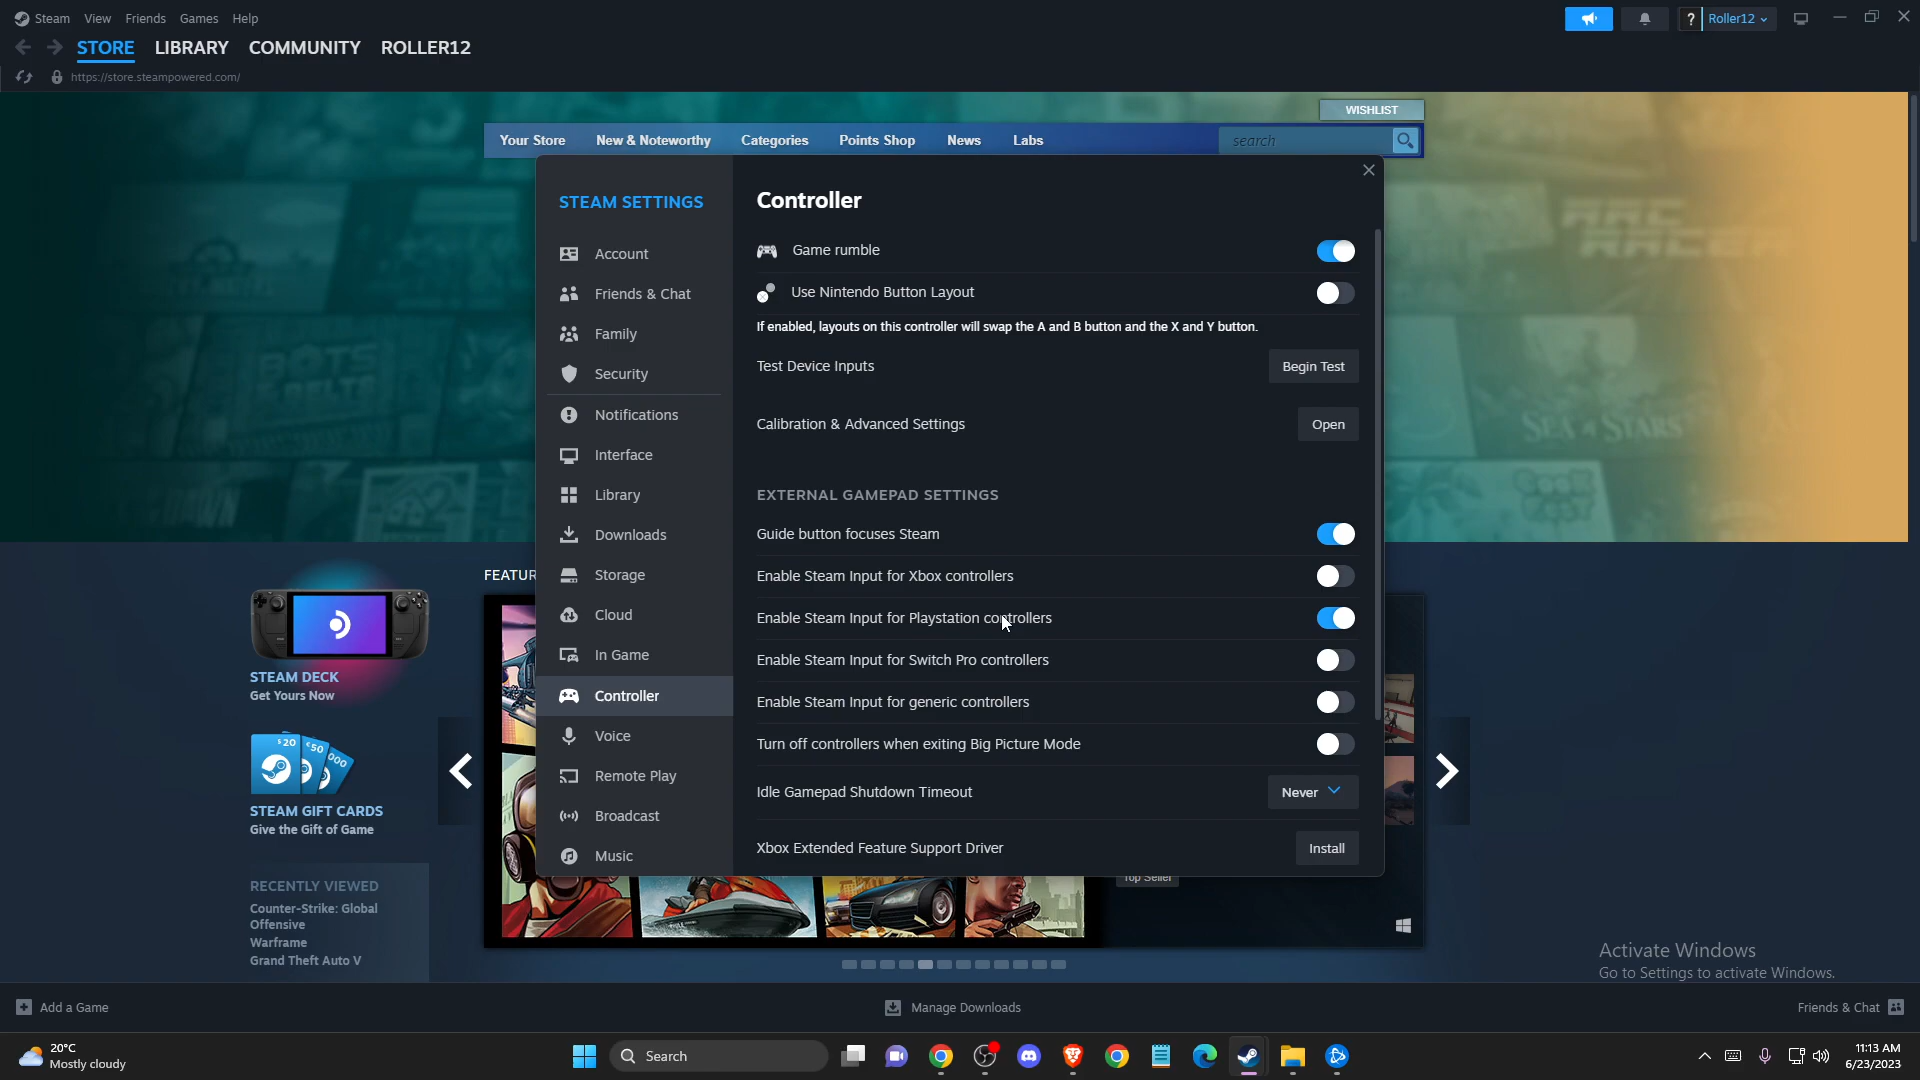 Steam View Friends Games Help
? Roller12
STORE LIBRARY COMMUNITY ROLLER12
https://store.steampowered.com/
WISHLIST
Your Store New & Noteworthy Categories Points Shop News Labs
search
STEAM SETTINGS
Account
Friends & Chat
Family
Security
Notifications
Interface
Library
Downloads
Storage
Cloud
In Game
Controller
Voice
Remote Play
Broadcast
Music
Controller
Game rumble
Use Nintendo Button Layout
If enabled, layouts on this controller will swap the A and B button and the X and Y button.
Test Device Inputs Begin Test
Calibration & Advanced Settings Open
EXTERNAL GAMEPAD SETTINGS
Guide button focuses Steam
Enable Steam Input for Xbox controllers
Enable Steam Input for Playstation controllers
Enable Steam Input for Switch Pro controllers
Enable Steam Input for generic controllers
Turn off controllers when exiting Big Picture Mode
Idle Gamepad Shutdown Timeout Never
Xbox Extended Feature Support Driver Install
SEA OF STARS
FEATUR
STEAM DECK
Get Yours Now
STEAM GIFT CARDS
Give the Gift of Game
RECENTLY VIEWED
Counter-Strike: Global
Offensive
Warframe
Grand Theft Auto V
Top Seller
Activate Windows
Go to Settings to activate Windows.
Add a Game Manage Downloads Friends & Chat
20°C
Mostly cloudy
Search
11:13 AM
6/23/2023